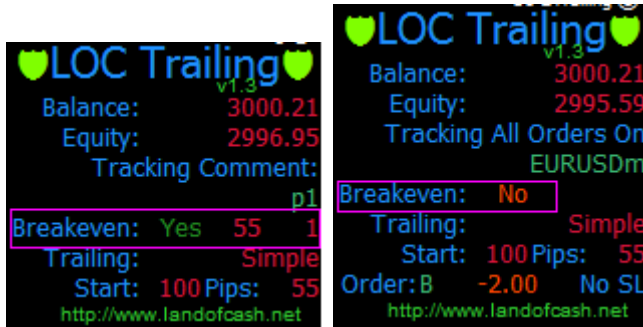 LOC Trailing
v1.3
Balance: 3000.21
Equity: 2996.95
Tracking Comment:
p1
Breakeven: Yes 55 1
Trailing: Simple
Start: 100 Pips: 55
http://www.landofcash.net
LOC Trailing
v1.3
Balance: 3000.21
Equity: 2995.59
Tracking All Orders On
EURUSDm
Breakeven: No
Trailing: Simple
Start: 100 Pips: 55
Order: B -2.00 No SL
http://www.landofcash.net